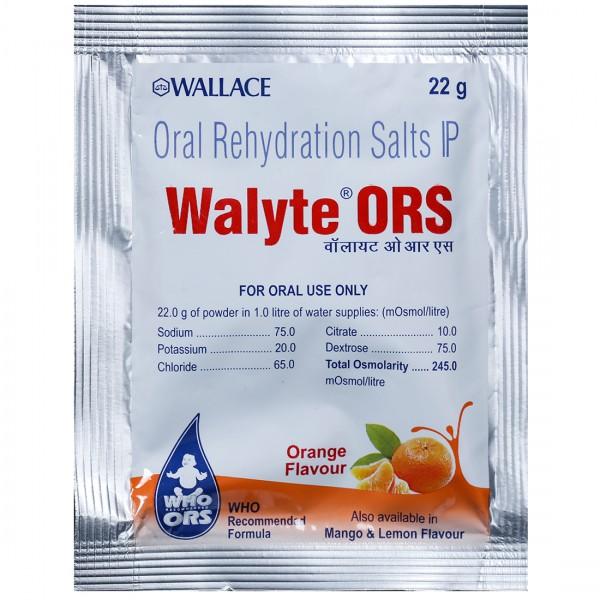 WALLACE 22 g
Oral Rehydration Salts IP
Walyte® ORS
वॉलायट ओ आर एस
FOR ORAL USE ONLY
22.0 g of powder in 1.0 litre of water supplies: (mOsmol/litre)
Sodium .................... 75.0
Potassium ................ 20.0
Chloride ................... 65.0
Citrate ..................... 10.0
Dextrose .................. 75.0
Total Osmolarity ...... 245.0
mOsmol/litre
Orange
Flavour
WHO
RECOMMENDED
ORS
WHO
Recommended
Formula
Also available in
Mango & Lemon Flavour